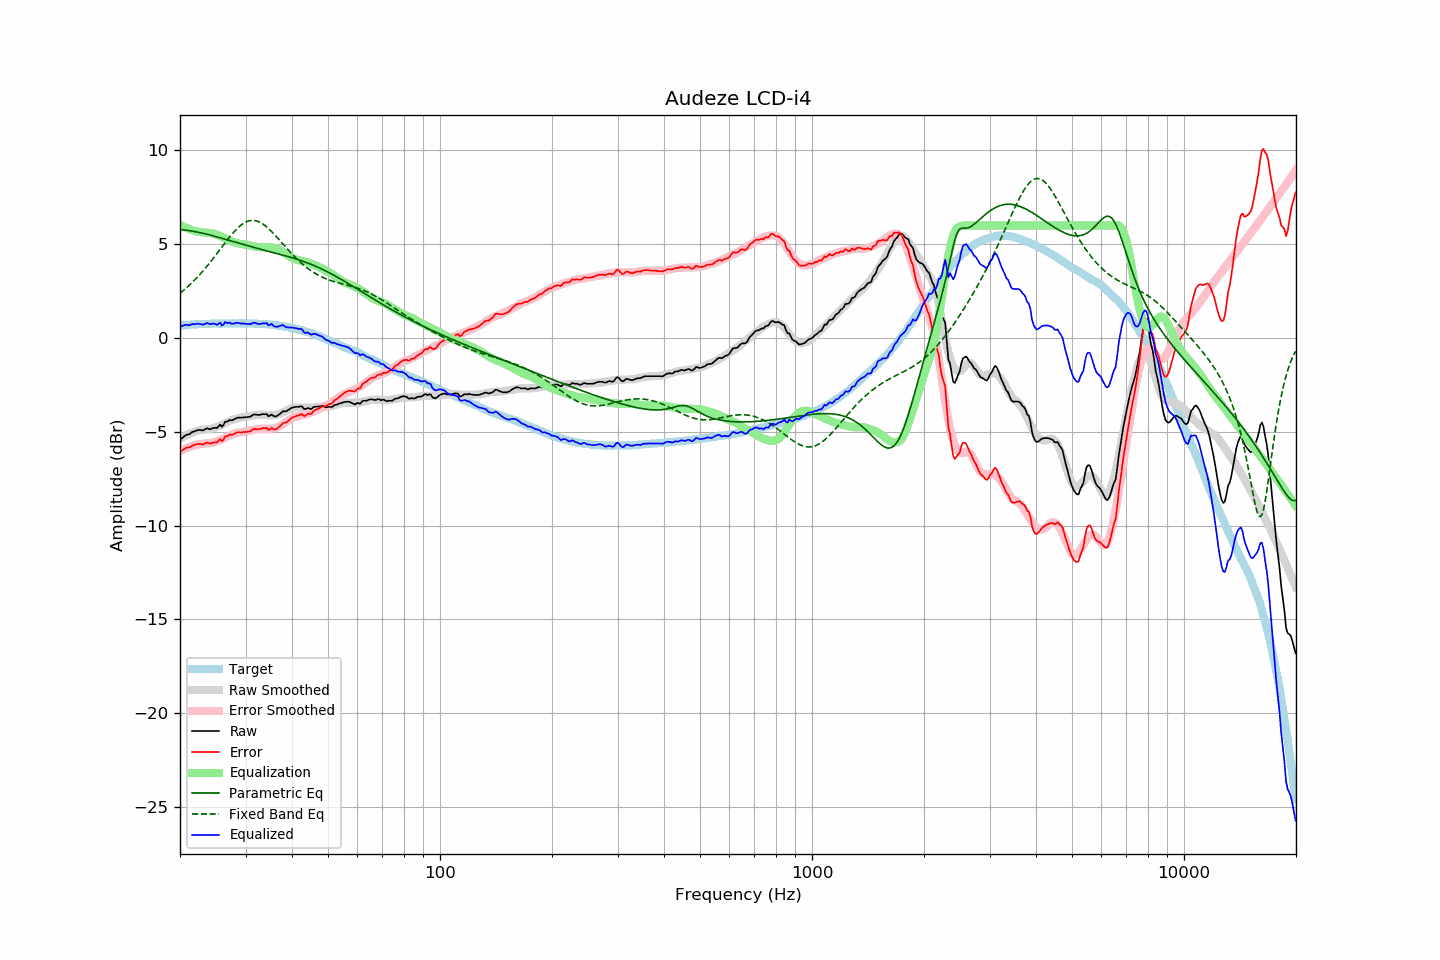 Audeze LCD-i4
10
5
0
−5
−10
−15
−20
−25
Amplitude (dBr)
Target
Raw Smoothed
Error Smoothed
Raw
Error
Equalization
Parametric Eq
Fixed Band Eq
Equalized
100
1000
10000
Frequency (Hz)